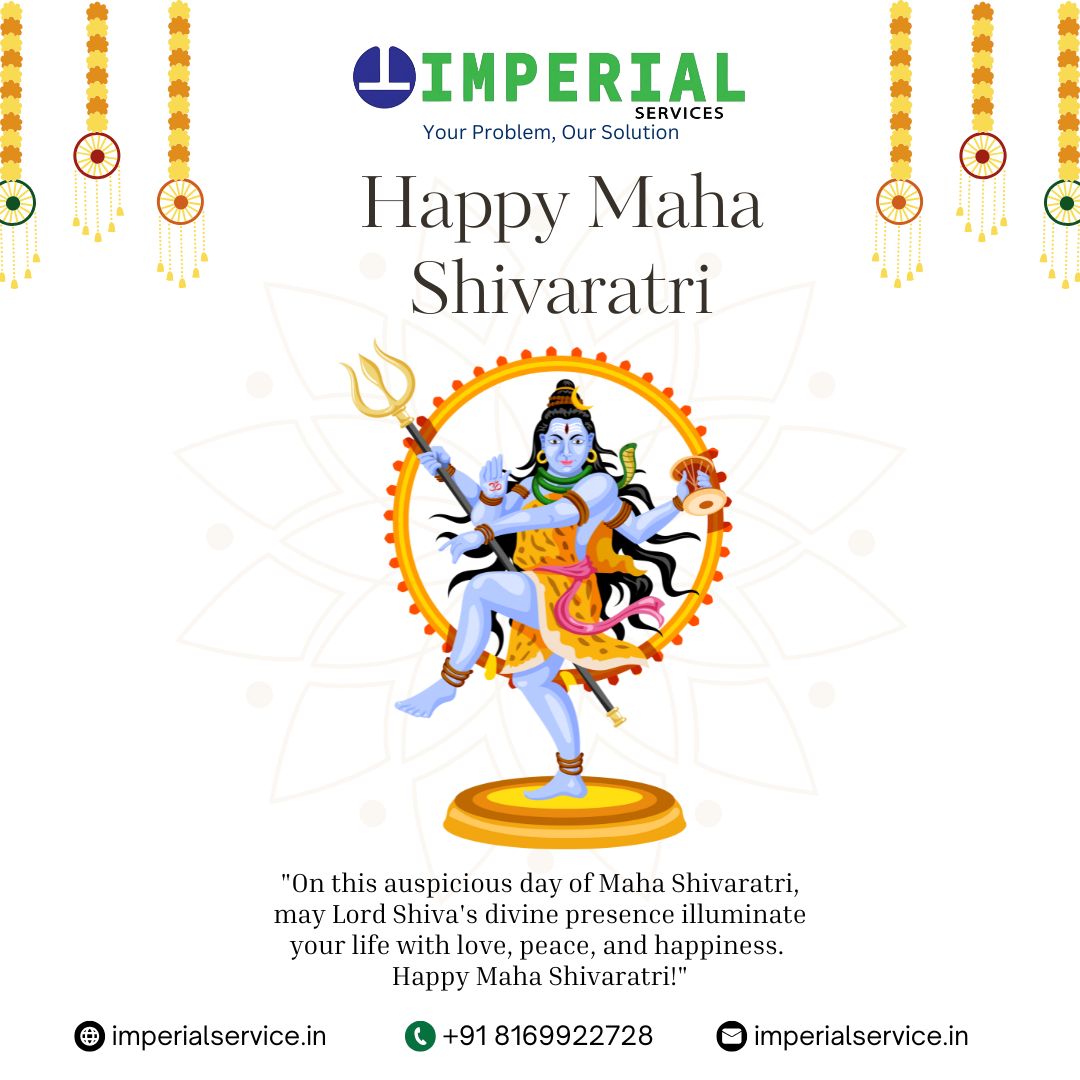 IMPERIAL
SERVICES
Your Problem, Our Solution
Happy Maha
Shivaratri
ॐ
"On this auspicious day of Maha Shivaratri,
may Lord Shiva's divine presence illuminate
your life with love, peace, and happiness.
Happy Maha Shivaratri!"
imperialservice.in +91 8169922728 imperialservice.in